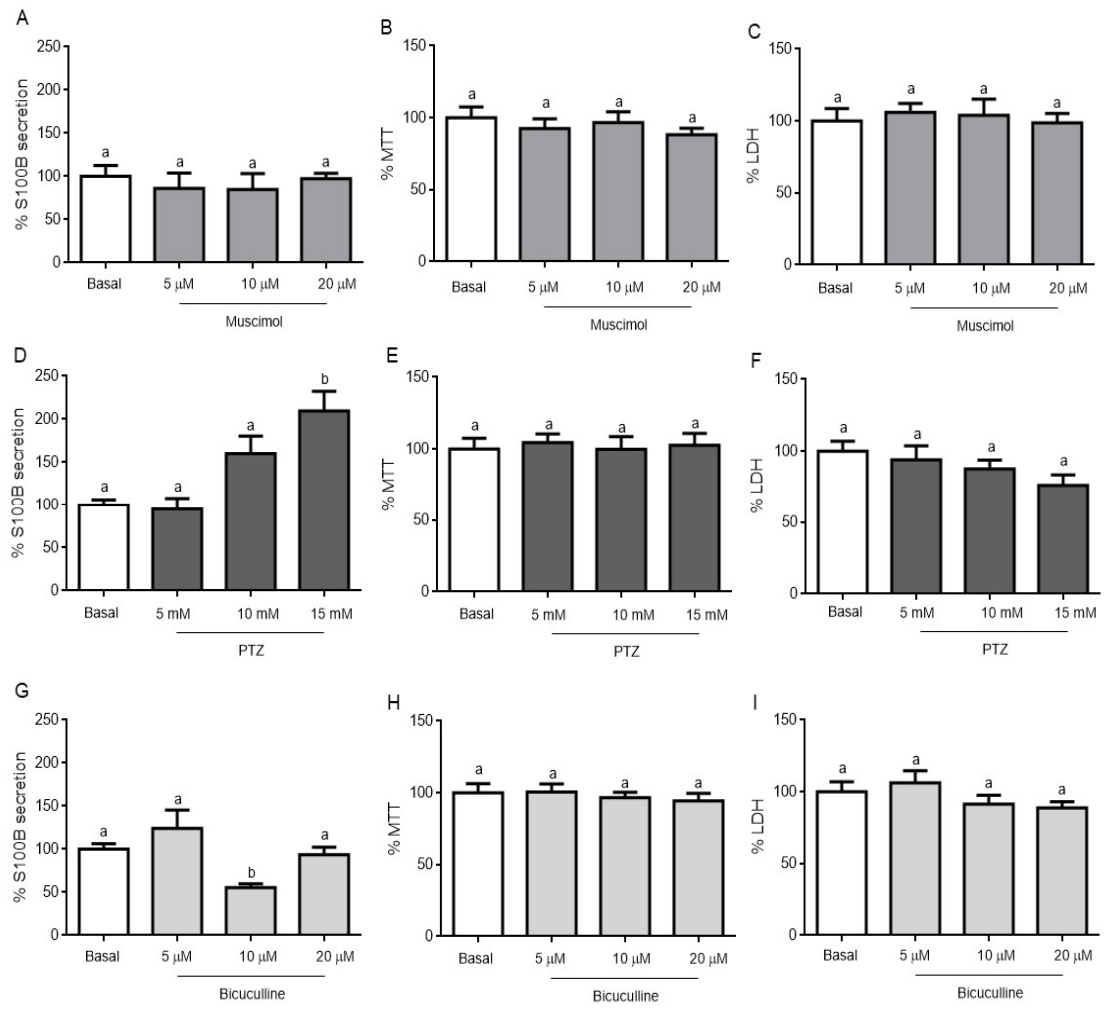 A
% S100B secretion
250
200
150
100
50
0
a a a a
Basal 5 μM 10 μM 20 μM
Muscimol
B
% MTT
150
100
50
0
a a a a
Basal 5 μM 10 μM 20 μM
Muscimol
C
% LDH
150
100
50
0
a a a a
Basal 5 μM 10 μM 20 μM
Muscimol
D
% S100B secretion
250
200
150
100
50
0
a a a b
Basal 5 mM 10 mM 15 mM
PTZ
E
% MTT
150
100
50
0
a a a a
Basal 5 mM 10 mM 15 mM
PTZ
F
% LDH
150
100
50
0
a a a a
Basal 5 mM 10 mM 15 mM
PTZ
G
% S100B secretion
250
200
150
100
50
0
a a b a
Basal 5 μM 10 μM 20 μM
Bicuculline
H
% MTT
150
100
50
0
a a a a
Basal 5 μM 10 μM 20 μM
Bicuculline
I
% LDH
150
100
50
0
a a a a
Basal 5 μM 10 μM 20 μM
Bicuculline